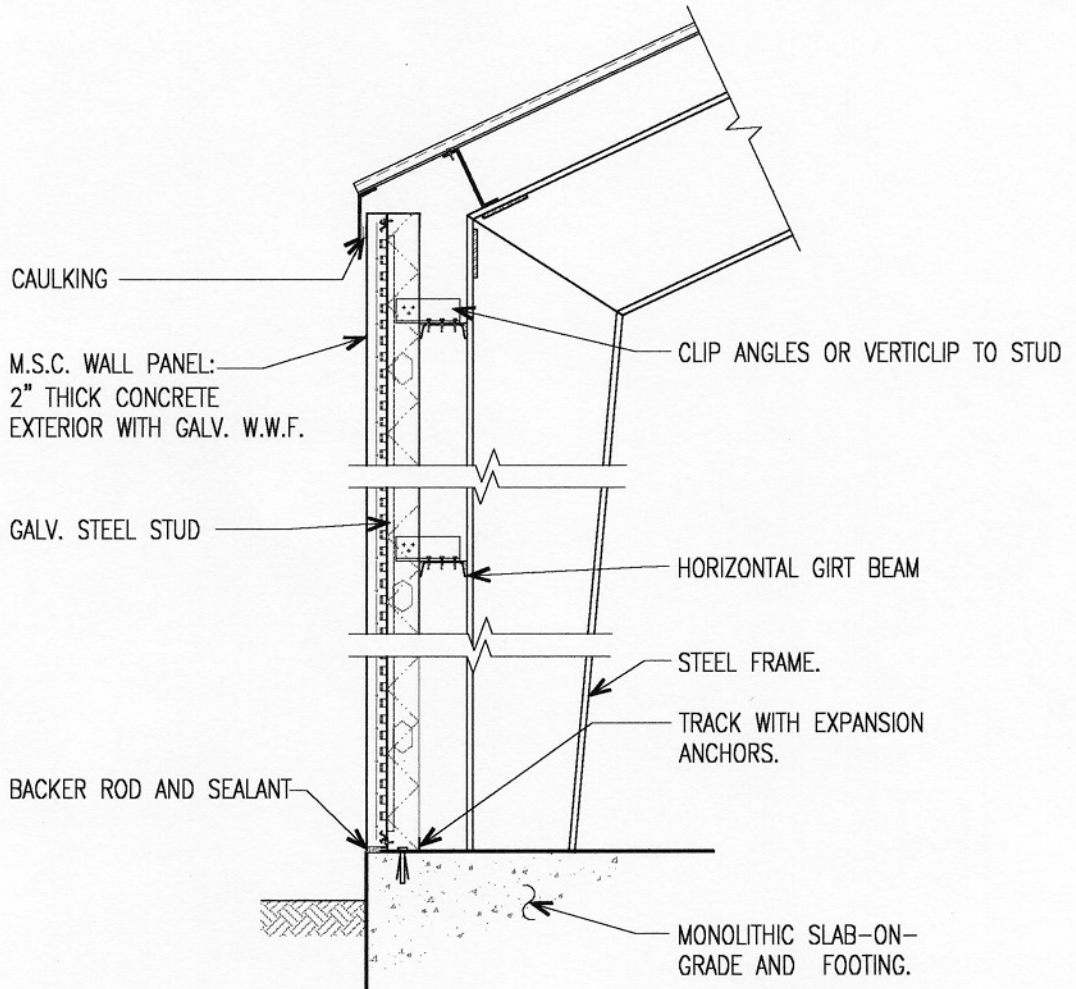 CAULKING
M.S.C. WALL PANEL:
2" THICK CONCRETE
EXTERIOR WITH GALV. W.W.F.
GALV. STEEL STUD
BACKER ROD AND SEALANT
CLIP ANGLES OR VERTICLIP TO STUD
HORIZONTAL GIRT BEAM
STEEL FRAME.
TRACK WITH EXPANSION
ANCHORS.
MONOLITHIC SLAB-ON-
GRADE AND FOOTING.